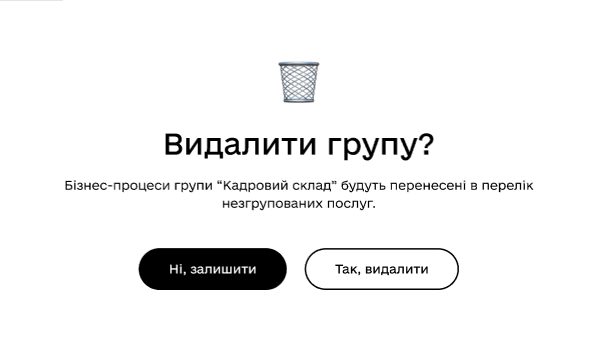 Видалити групу?
Бізнес-процеси групи “Кадровий склад” будуть перенесені в перелік
незгрупованих послуг.
Ні, залишити
Так, видалити